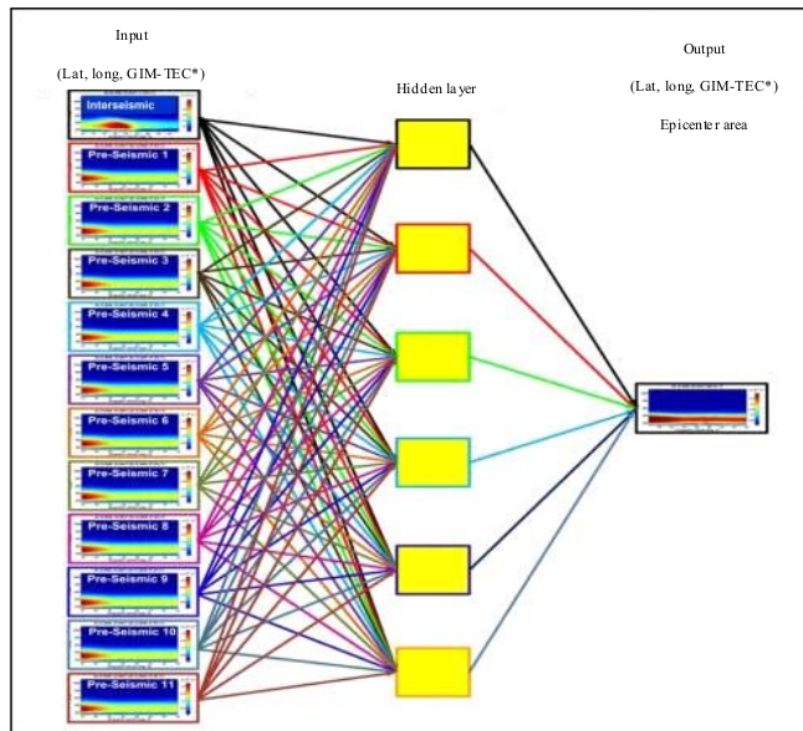 Input
(Lat, long, GIM-TEC*)
Interseismic
Pre-Seismic 1
Pre-Seismic 2
Pre-Seismic 3
Pre-Seismic 4
Pre-Seismic 5
Pre-Seismic 6
Pre-Seismic 7
Pre-Seismic 8
Pre-Seismic 9
Pre-Seismic 10
Pre-Seismic 11
Hidden layer
Output
(Lat, long, GIM-TEC*)
Epicenter area